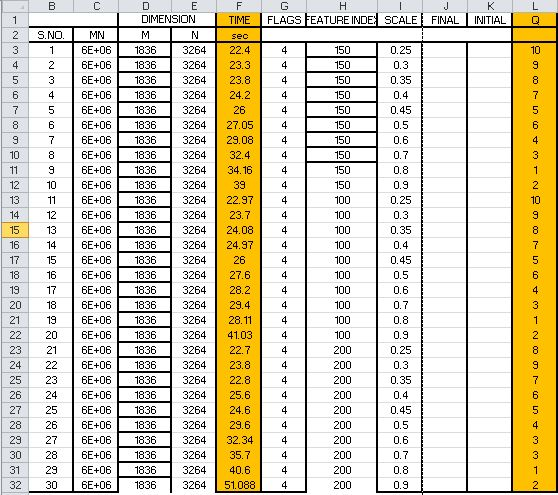 B C D E F G H I J K L
1 DIMENSION TIME FLAGS FEATURE INDEX SCALE FINAL INITIAL Q
2 S.NO. MN M N sec
3 1 6E+06 1836 3264 22.4 4 150 0.25 10
4 2 6E+06 1836 3264 23.3 4 150 0.3 9
5 3 6E+06 1836 3264 23.8 4 150 0.35 8
6 4 6E+06 1836 3264 24.2 4 150 0.4 7
7 5 6E+06 1836 3264 26 4 150 0.45 5
8 6 6E+06 1836 3264 27.05 4 150 0.5 6
9 7 6E+06 1836 3264 29.08 4 150 0.6 4
10 8 6E+06 1836 3264 32.4 4 150 0.7 3
11 9 6E+06 1836 3264 34.16 4 150 0.8 1
12 10 6E+06 1836 3264 39 4 150 0.9 2
13 11 6E+06 1836 3264 22.97 4 100 0.25 10
14 12 6E+06 1836 3264 23.7 4 100 0.3 9
15 13 6E+06 1836 3264 24.08 4 100 0.35 8
16 14 6E+06 1836 3264 24.97 4 100 0.4 7
17 15 6E+06 1836 3264 26 4 100 0.45 5
18 16 6E+06 1836 3264 27.6 4 100 0.5 6
19 17 6E+06 1836 3264 28.2 4 100 0.6 4
20 18 6E+06 1836 3264 29.4 4 100 0.7 3
21 19 6E+06 1836 3264 28.11 4 100 0.8 1
22 20 6E+06 1836 3264 41.03 4 100 0.9 2
23 21 6E+06 1836 3264 22.7 4 200 0.25 8
24 22 6E+06 1836 3264 23.8 4 200 0.3 9
25 23 6E+06 1836 3264 22.8 4 200 0.35 7
26 24 6E+06 1836 3264 25.6 4 200 0.4 6
27 25 6E+06 1836 3264 24.6 4 200 0.45 5
28 26 6E+06 1836 3264 29.6 4 200 0.5 4
29 27 6E+06 1836 3264 32.34 4 200 0.6 3
30 28 6E+06 1836 3264 35.7 4 200 0.7 3
31 29 6E+06 1836 3264 40.6 4 200 0.8 1
32 30 6E+06 1836 3264 51.088 4 200 0.9 2